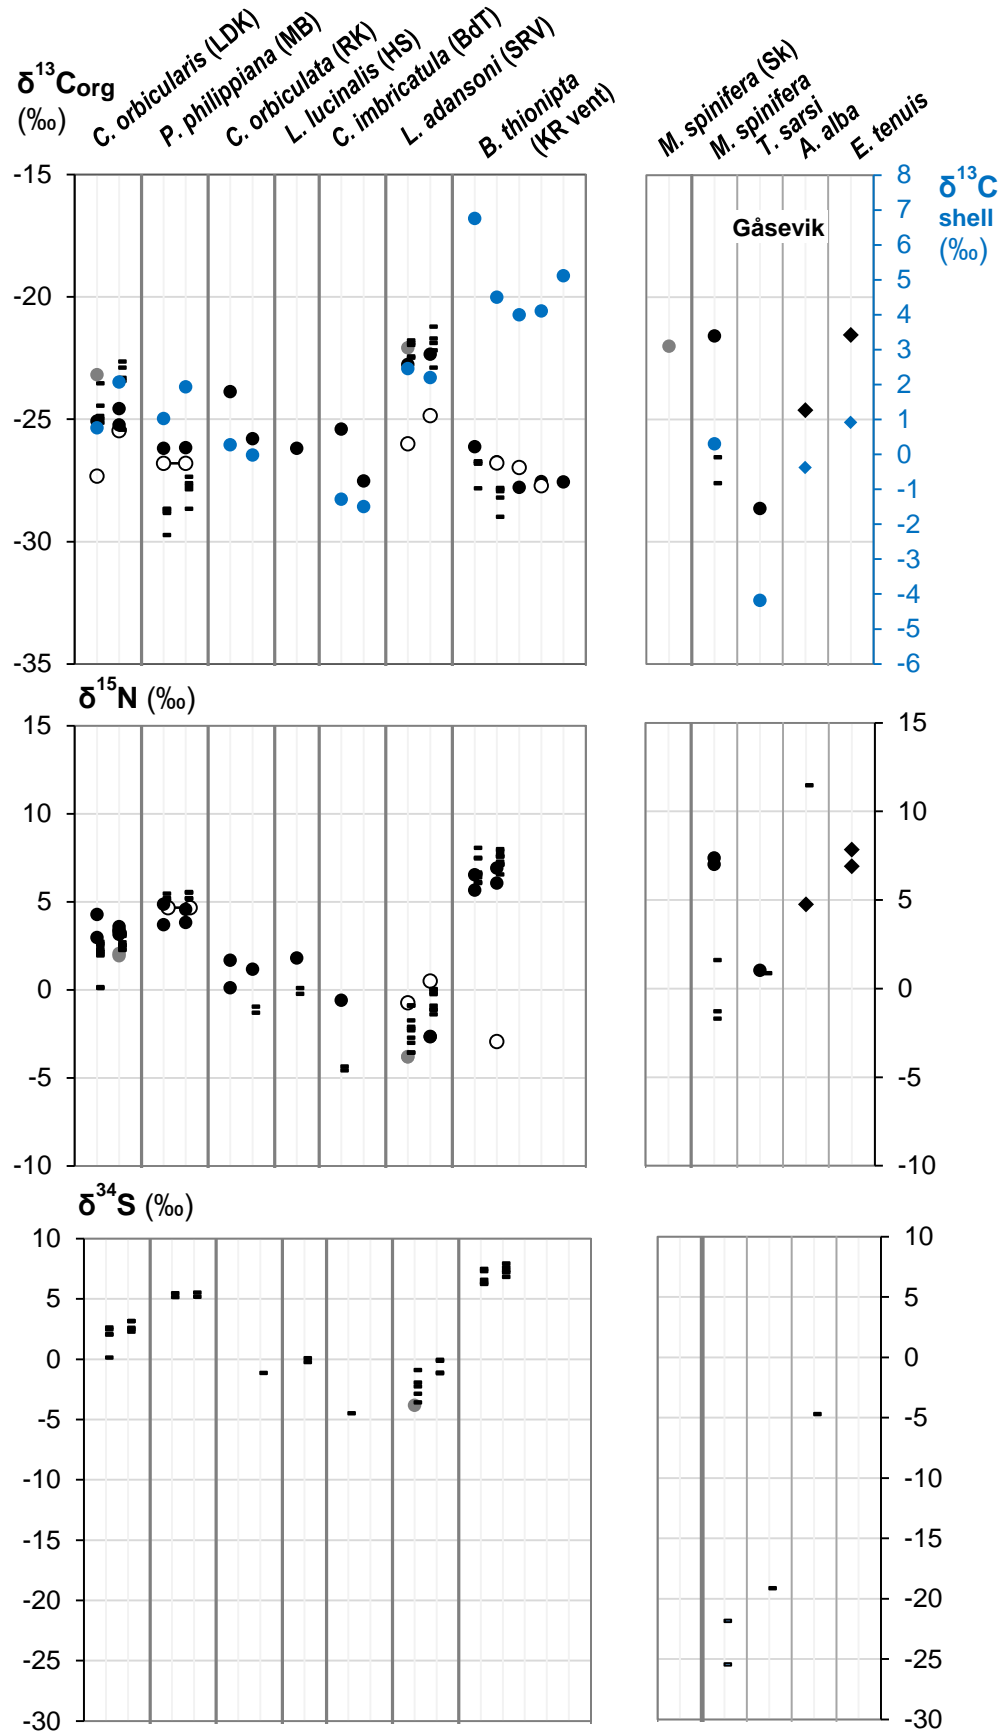 δ13Corg
(‰)
C. orbicularis (LDK)
P. philippiana (MB)
C. orbiculata (RK)
L. lucinalis (HS)
C. imbricatula (BdT)
L. adansoni (SRV)
B. thionipta
(KR vent)
M. spinifera (Sk)
M. spinifera
T. sarsi
A. alba
E. tenuis
-15
-20
-25
-30
-35
Gåsevik
8
7
6
5
4
3
2
1
0
-1
-2
-3
-4
-5
-6
δ13C
shell
(‰)
δ15N (‰)
15
10
5
0
-5
-10
15
10
5
0
-5
-10
δ34S (‰)
10
5
0
-5
-10
-15
-20
-25
-30
10
5
0
-5
-10
-15
-20
-25
-30